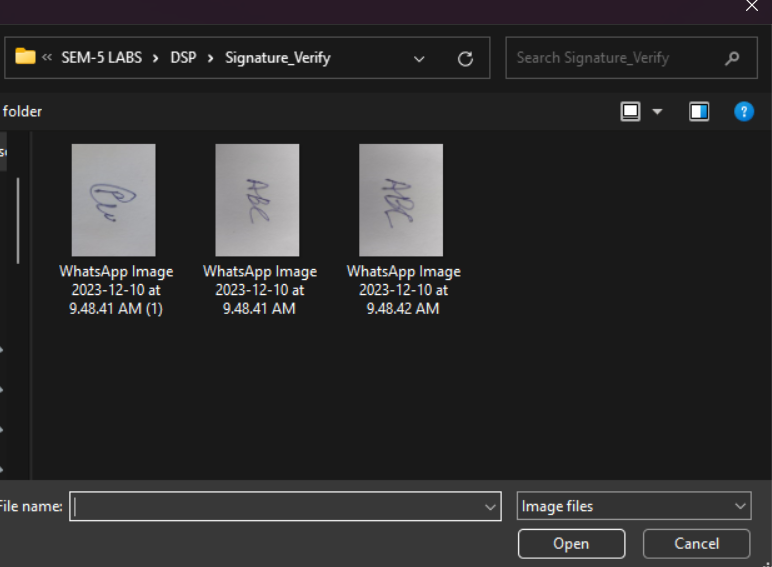 SEM-5 LABS > DSP > Signature_Verify
Search Signature_Verify
folder
ABC
ABC
WhatsApp Image
2023-12-10 at
9.48.41 AM (1)
WhatsApp Image
2023-12-10 at
9.48.41 AM
WhatsApp Image
2023-12-10 at
9.48.42 AM
File name:
Image files
Open
Cancel